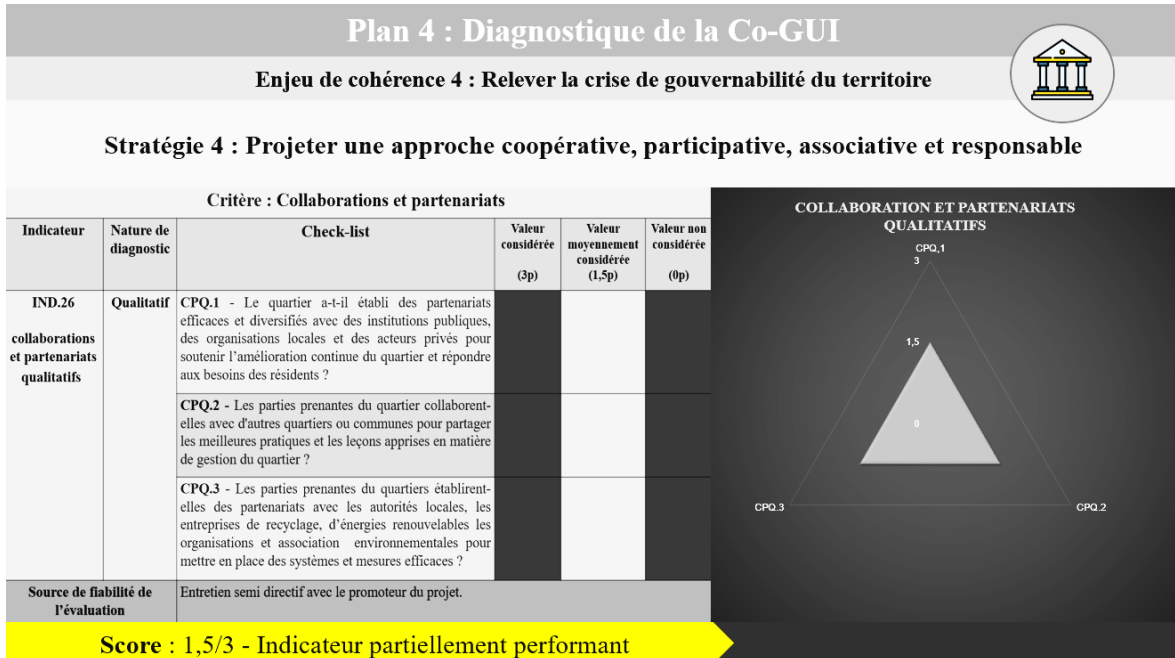 Plan 4 : Diagnostique de la Co-GUI
Enjeu de cohérence 4 : Relever la crise de gouvernabilité du territoire
Stratégie 4 : Projeter une approche coopérative, participative, associative et responsable
Critère : Collaborations et partenariats
Indicateur
Nature de
diagnostic
Check-list
Valeur
considérée
(3p)
Valeur
moyennement
considérée
(1,5p)
Valeur non
considérée
(0p)
IND.26
collaborations
et partenariats
qualitatifs
Qualitatif
CPQ.1 - Le quartier a-t-il établi des partenariats
efficaces et diversifiés avec des institutions publiques,
des organisations locales et des acteurs privés pour
soutenir l’amélioration continue du quartier et répondre
aux besoins des résidents ?
CPQ.2 - Les parties prenantes du quartier collaborent-
elles avec d'autres quartiers ou communes pour partager
les meilleures pratiques et les leçons apprises en matière
de gestion du quartier ?
CPQ.3 - Les parties prenantes du quartiers établirent-
elles des partenariats avec les autorités locales, les
entreprises de recyclage, d’énergies renouvelables les
organisations et association environnementales pour
mettre en place des systèmes et mesures efficaces ?
Source de fiabilité de
l’évaluation
Entretien semi directif avec le promoteur du projet.
Score : 1,5/3 - Indicateur partiellement performant
COLLABORATION ET PARTENARIATS
QUALITATIFS
CPQ,1
3
1,5
0
CPQ.3
CPQ.2